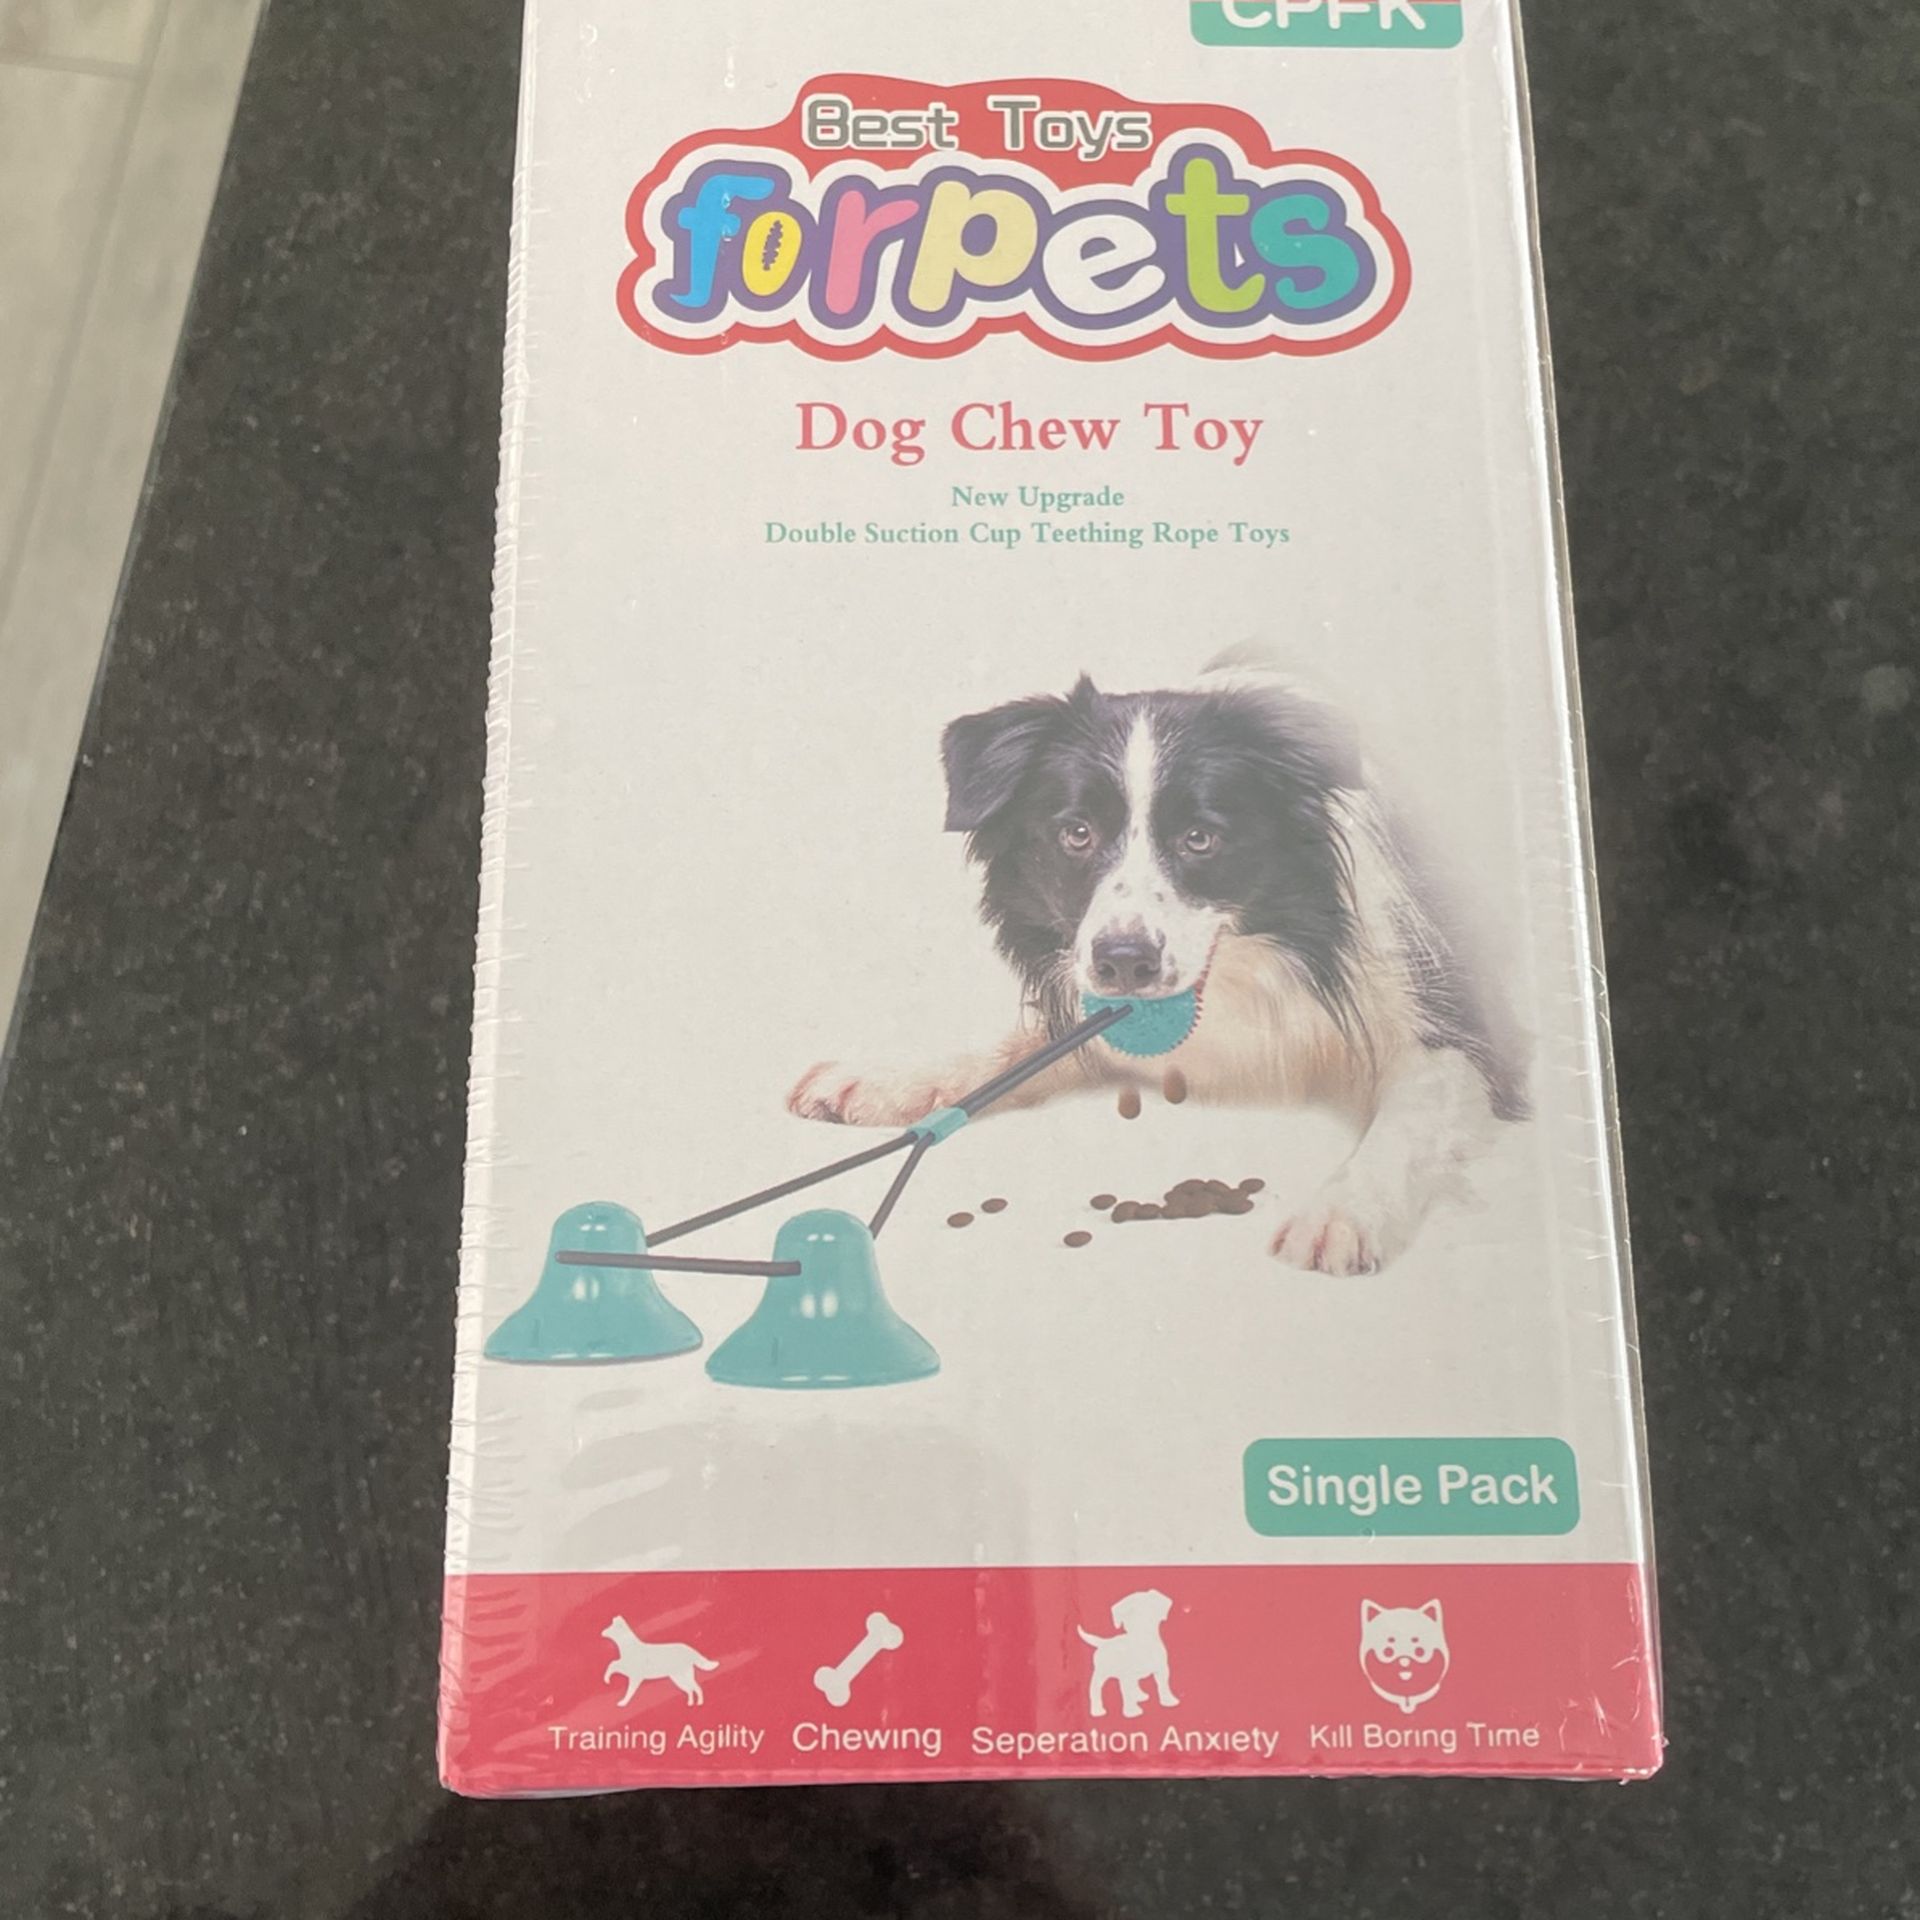 CPFK
Best Toys
forpets
Dog Chew Toy
New Upgrade
Double Suction Cup Teething Rope Toys
Single Pack
Training Agility
Chewing
Seperation Anxiety
Kill Boring Time